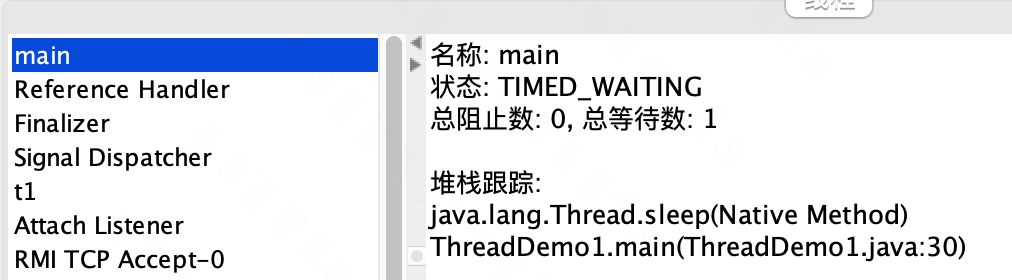 线程
main
Reference Handler
Finalizer
Signal Dispatcher
t1
Attach Listener
RMI TCP Accept-0
名称: main
状态: TIMED_WAITING
总阻止数: 0, 总等待数: 1
堆栈跟踪:
java.lang.Thread.sleep(Native Method)
ThreadDemo1.main(ThreadDemo1.java:30)